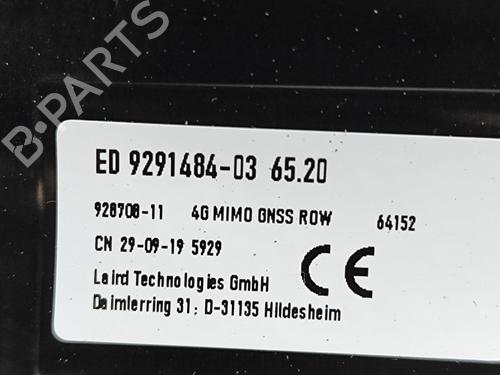 B-PARTS
ED 9291484-03 65.20
928708-11 4G MIMO GNSS ROW 64152
CN 29-09-19 5929
Laird Technologies GmbH CE
Daimlerring 31; D-31135 Hildesheim